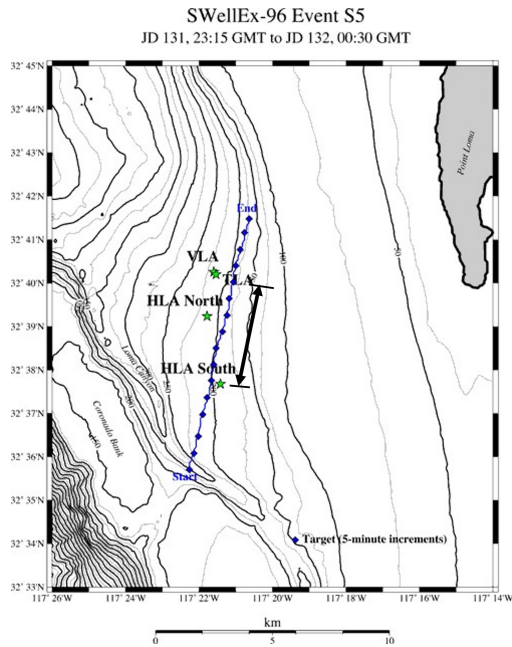 SWellEx-96 Event S5
JD 131, 23:15 GMT to JD 132, 00:30 GMT
32˚ 45'N
32˚ 44'N
32˚ 43'N
32˚ 42'N
32˚ 41'N
32˚ 40'N
32˚ 39'N
32˚ 38'N
32˚ 37'N
32˚ 36'N
32˚ 35'N
32˚ 34'N
32˚ 33'N
Point Loma
End
VLA
TLA
100
50
HLA North
HLA South
Loma Canyon
Coronado Bank
Start
Target (5-minute increments)
117˚ 26'W
117˚ 24'W
117˚ 22'W
117˚ 20'W
117˚ 18'W
117˚ 16'W
117˚ 14'W
km
0
5
10